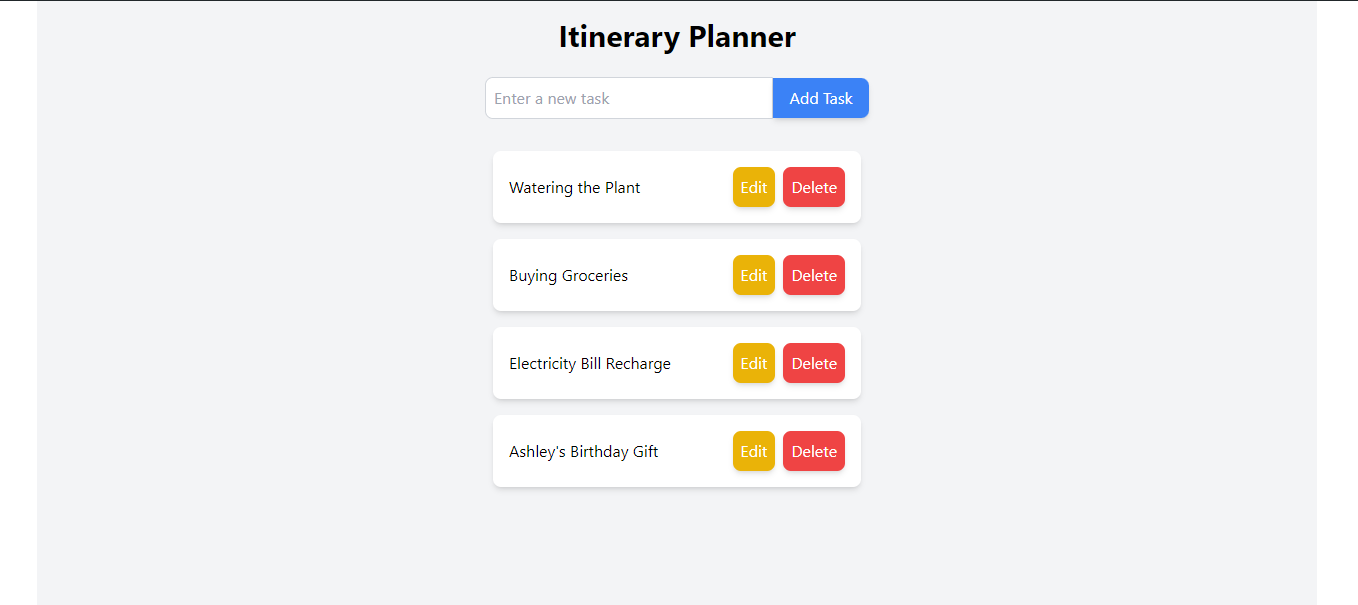 Itinerary Planner
Enter a new task Add Task
Watering the Plant Edit Delete
Buying Groceries Edit Delete
Electricity Bill Recharge Edit Delete
Ashley's Birthday Gift Edit Delete